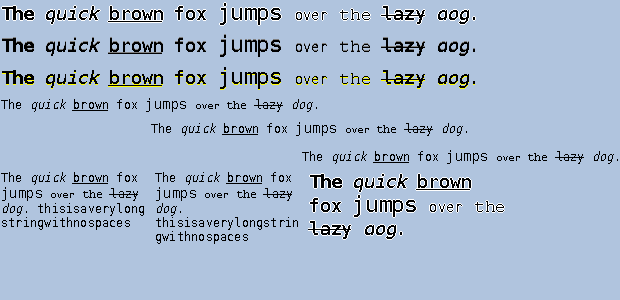 The quick brown fox jumps over the lazy aog.
The quick brown fox jumps over the lazy aog.
The quick brown fox jumps over the lazy aog.
The quick brown fox jumps over the lazy dog.
The quick brown fox jumps over the lazy dog.
The quick brown fox jumps over the lazy dog.
The quick brown fox
jumps over the lazy
dog. thisisaverylong
stringwithnospaces
The quick brown fox
jumps over the lazy
dog.
thisisaverylongstrin
gwithnospaces
The quick brown
fox jumps over the
lazy aog.